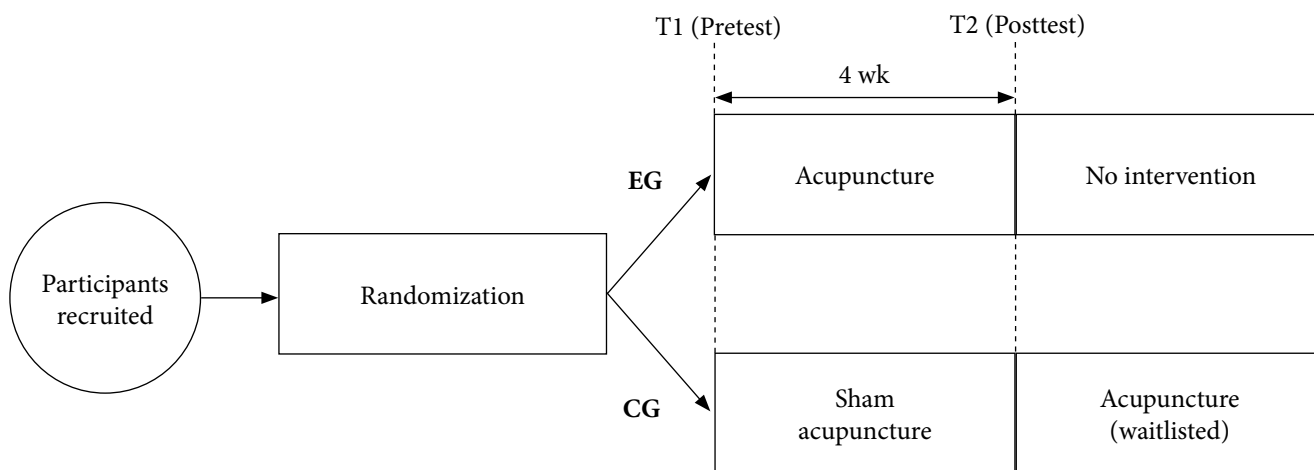 T1 (Pretest)
T2 (Posttest)
4 wk
EG
Acupuncture
No intervention
Participants
recruited
Randomization
CG
Sham
acupuncture
Acupuncture
(waitlisted)